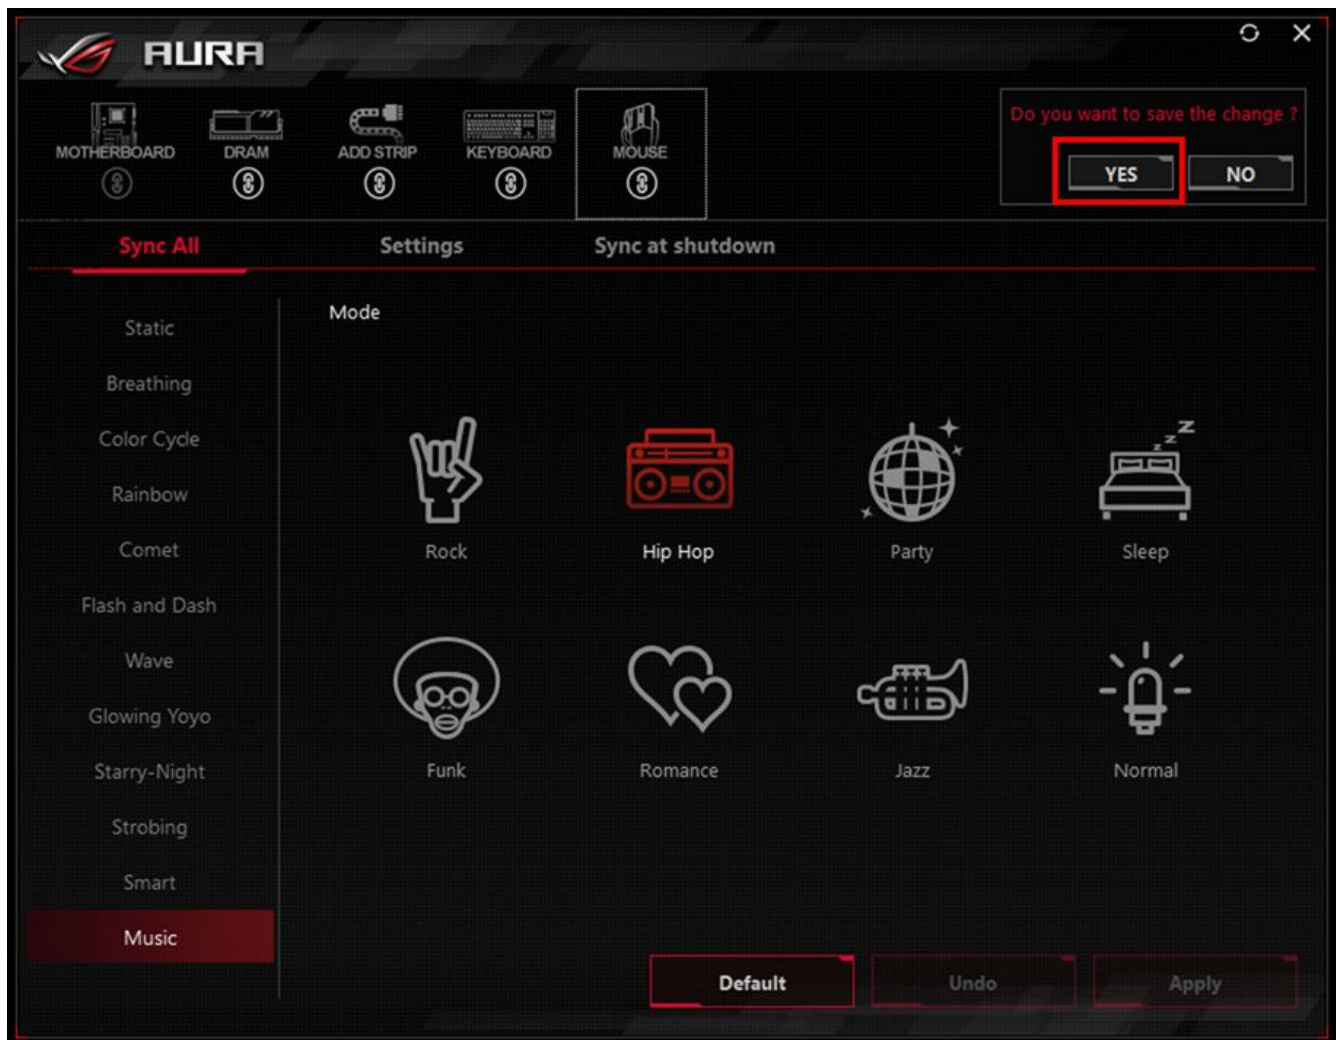 AURA
Do you want to save the change ?
YES NO
MOTHERBOARD DRAM ADD STRIP KEYBOARD MOUSE
Sync All Settings Sync at shutdown
Static
Breathing
Color Cycle
Rainbow
Comet
Flash and Dash
Wave
Glowing Yoyo
Starry-Night
Strobing
Smart
Music
Mode
Rock Hip Hop Party Sleep
Funk Romance Jazz Normal
Default Undo Apply